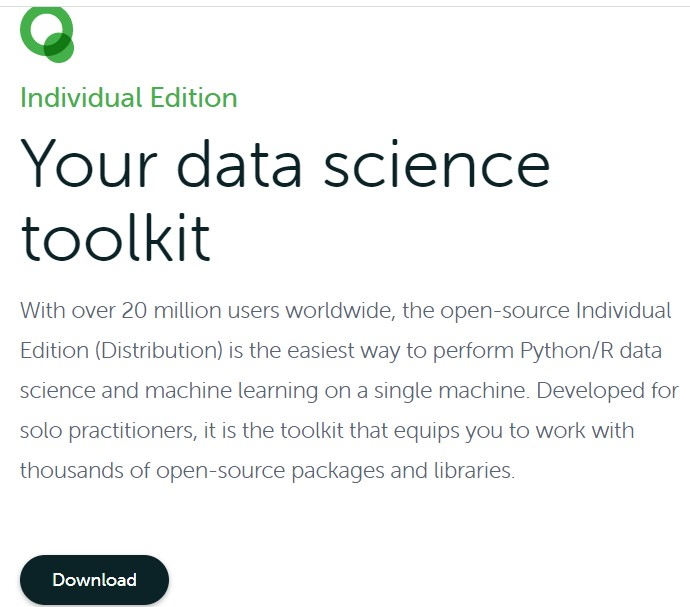 Individual Edition
Your data science
toolkit
With over 20 million users worldwide, the open-source Individual
Edition (Distribution) is the easiest way to perform Python/R data
science and machine learning on a single machine. Developed for
solo practitioners, it is the toolkit that equips you to work with
thousands of open-source packages and libraries.
Download